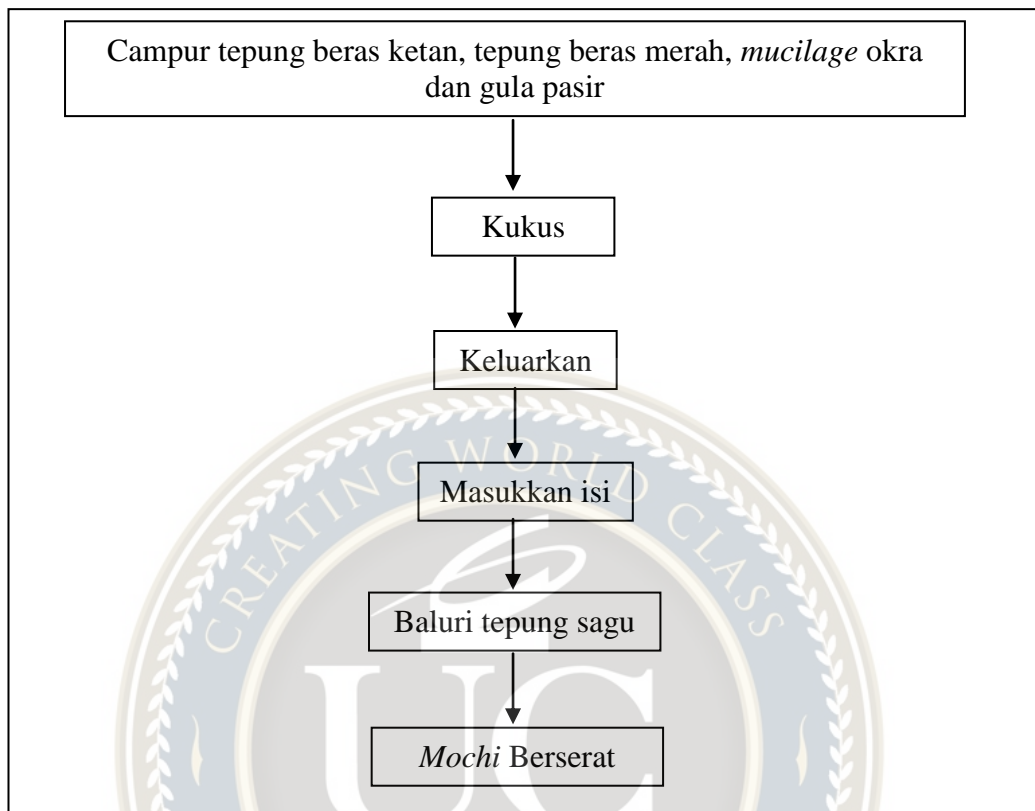 Campur tepung beras ketan, tepung beras merah, mucilage okra
dan gula pasir
Kukus
Keluarkan
Masukkan isi
Baluri tepung sagu
Mochi Berserat
CREATING WORLD CLASS
UC